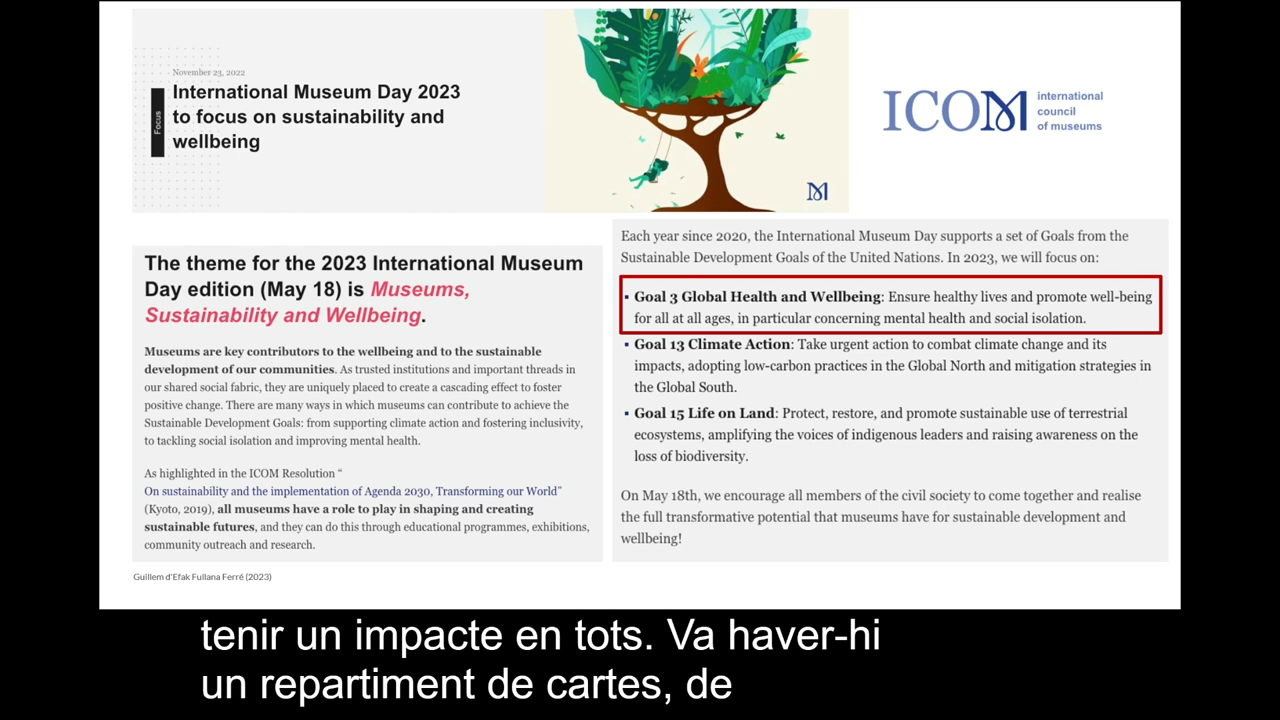 November 23, 2022
Focus
International Museum Day 2023
to focus on sustainability and
wellbeing
M
ICOM
international
council
of museums
The theme for the 2023 International Museum
Day edition (May 18) is Museums,
Sustainability and Wellbeing.
Museums are key contributors to the wellbeing and to the sustainable
development of our communities. As trusted institutions and important threads in
our shared social fabric, they are uniquely placed to create a cascading effect to foster
positive change. There are many ways in which museums can contribute to achieve the
Sustainable Development Goals: from supporting climate action and fostering inclusivity,
to tackling social isolation and improving mental health.
As highlighted in the ICOM Resolution “
On sustainability and the implementation of Agenda 2030, Transforming our World”
(Kyoto, 2019), all museums have a role to play in shaping and creating
sustainable futures, and they can do this through educational programmes, exhibitions,
community outreach and research.
Each year since 2020, the International Museum Day supports a set of Goals from the
Sustainable Development Goals of the United Nations. In 2023, we will focus on:
▪ Goal 3 Global Health and Wellbeing: Ensure healthy lives and promote well-being
for all at all ages, in particular concerning mental health and social isolation.
▪ Goal 13 Climate Action: Take urgent action to combat climate change and its
impacts, adopting low-carbon practices in the Global North and mitigation strategies in
the Global South.
▪ Goal 15 Life on Land: Protect, restore, and promote sustainable use of terrestrial
ecosystems, amplifying the voices of indigenous leaders and raising awareness on the
loss of biodiversity.
On May 18th, we encourage all members of the civil society to come together and realise
the full transformative potential that museums have for sustainable development and
wellbeing!
Guillem d'Efak Fullana Ferré (2023)
tenir un impacte en tots. Va haver-hi
un repartiment de cartes, de